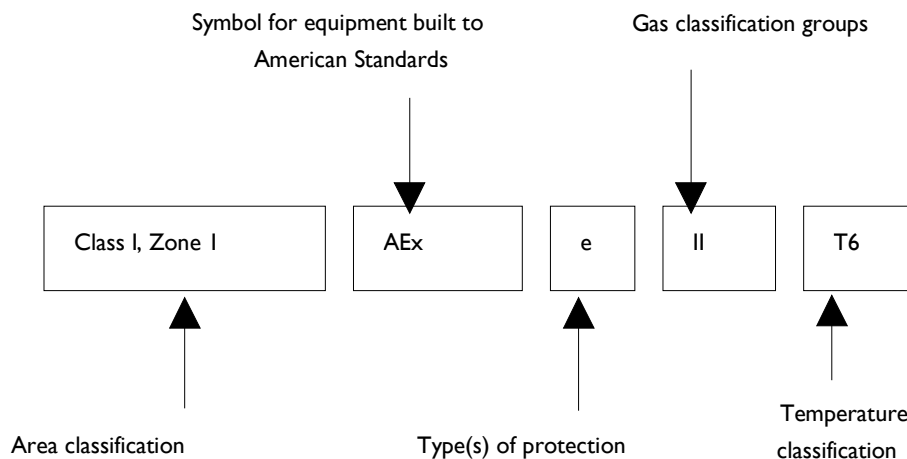 Symbol for equipment built to
American Standards
Gas classification groups
Class I, Zone 1
AEx
e
II
T6
Area classification
Type(s) of protection
Temperature
classification